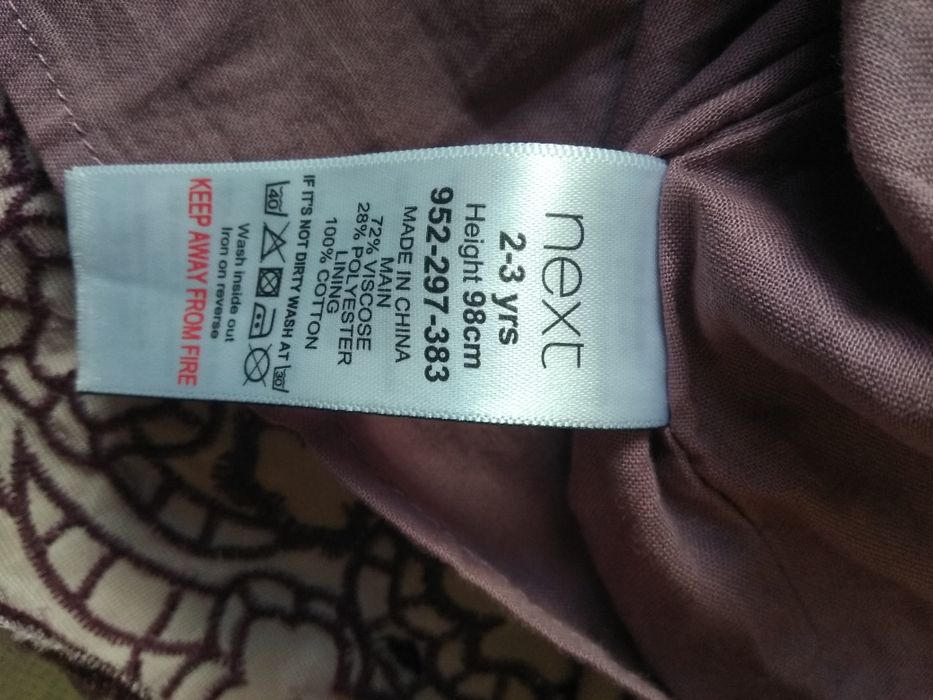 next
2-3 yrs
Height 98cm
952-297-383
MADE IN CHINA
MAIN
72% VISCOSE
28% POLYESTER
LINING
100% COTTON
IF IT'S NOT DIRTY WASH AT 30
40
Wash inside out
Iron on reverse
KEEP AWAY FROM FIRE